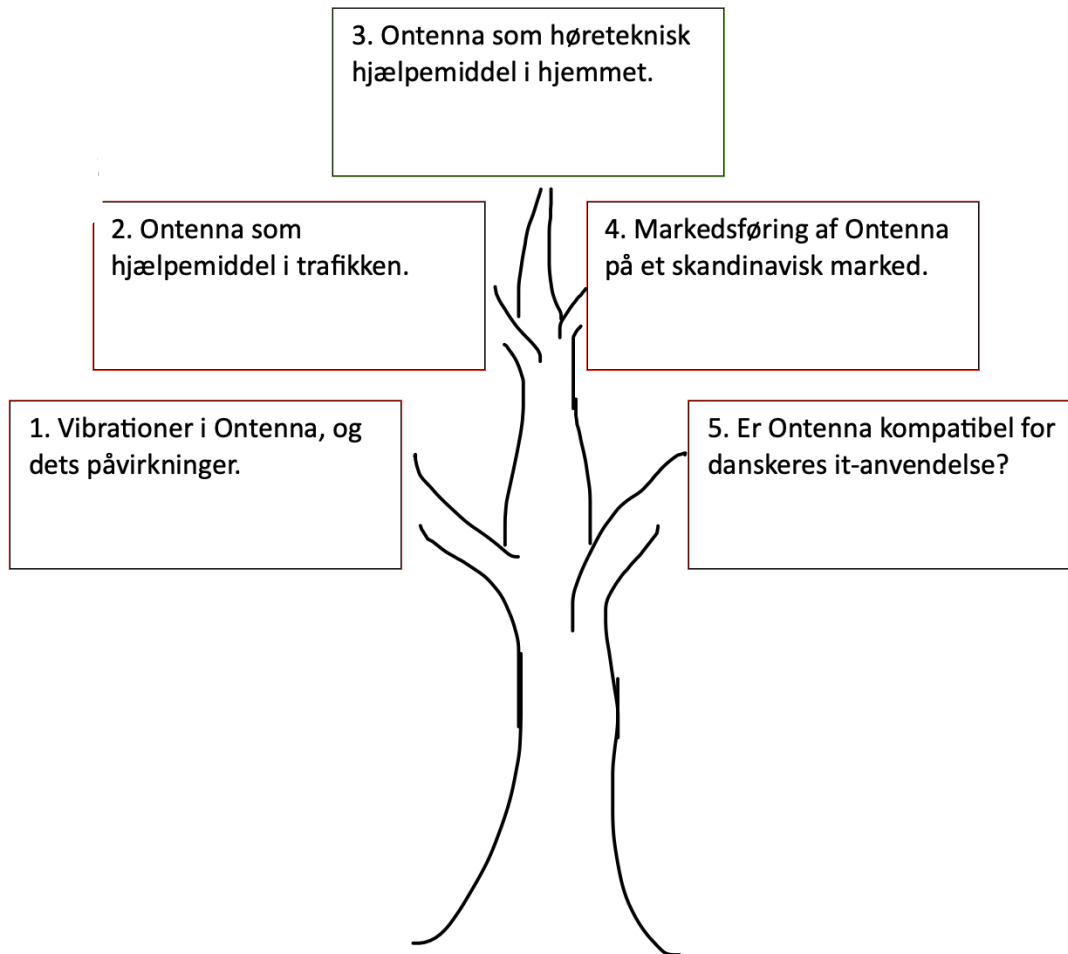 3. Ontenna som høreteknisk
hjælpemiddel i hjemmet.
2. Ontenna som
hjælpemiddel i trafikken.
4. Markedsføring af Ontenna
på et skandinavisk marked.
1. Vibrationer i Ontenna, og
dets påvirkninger.
5. Er Ontenna kompatibel for
danskeres it-anvendelse?